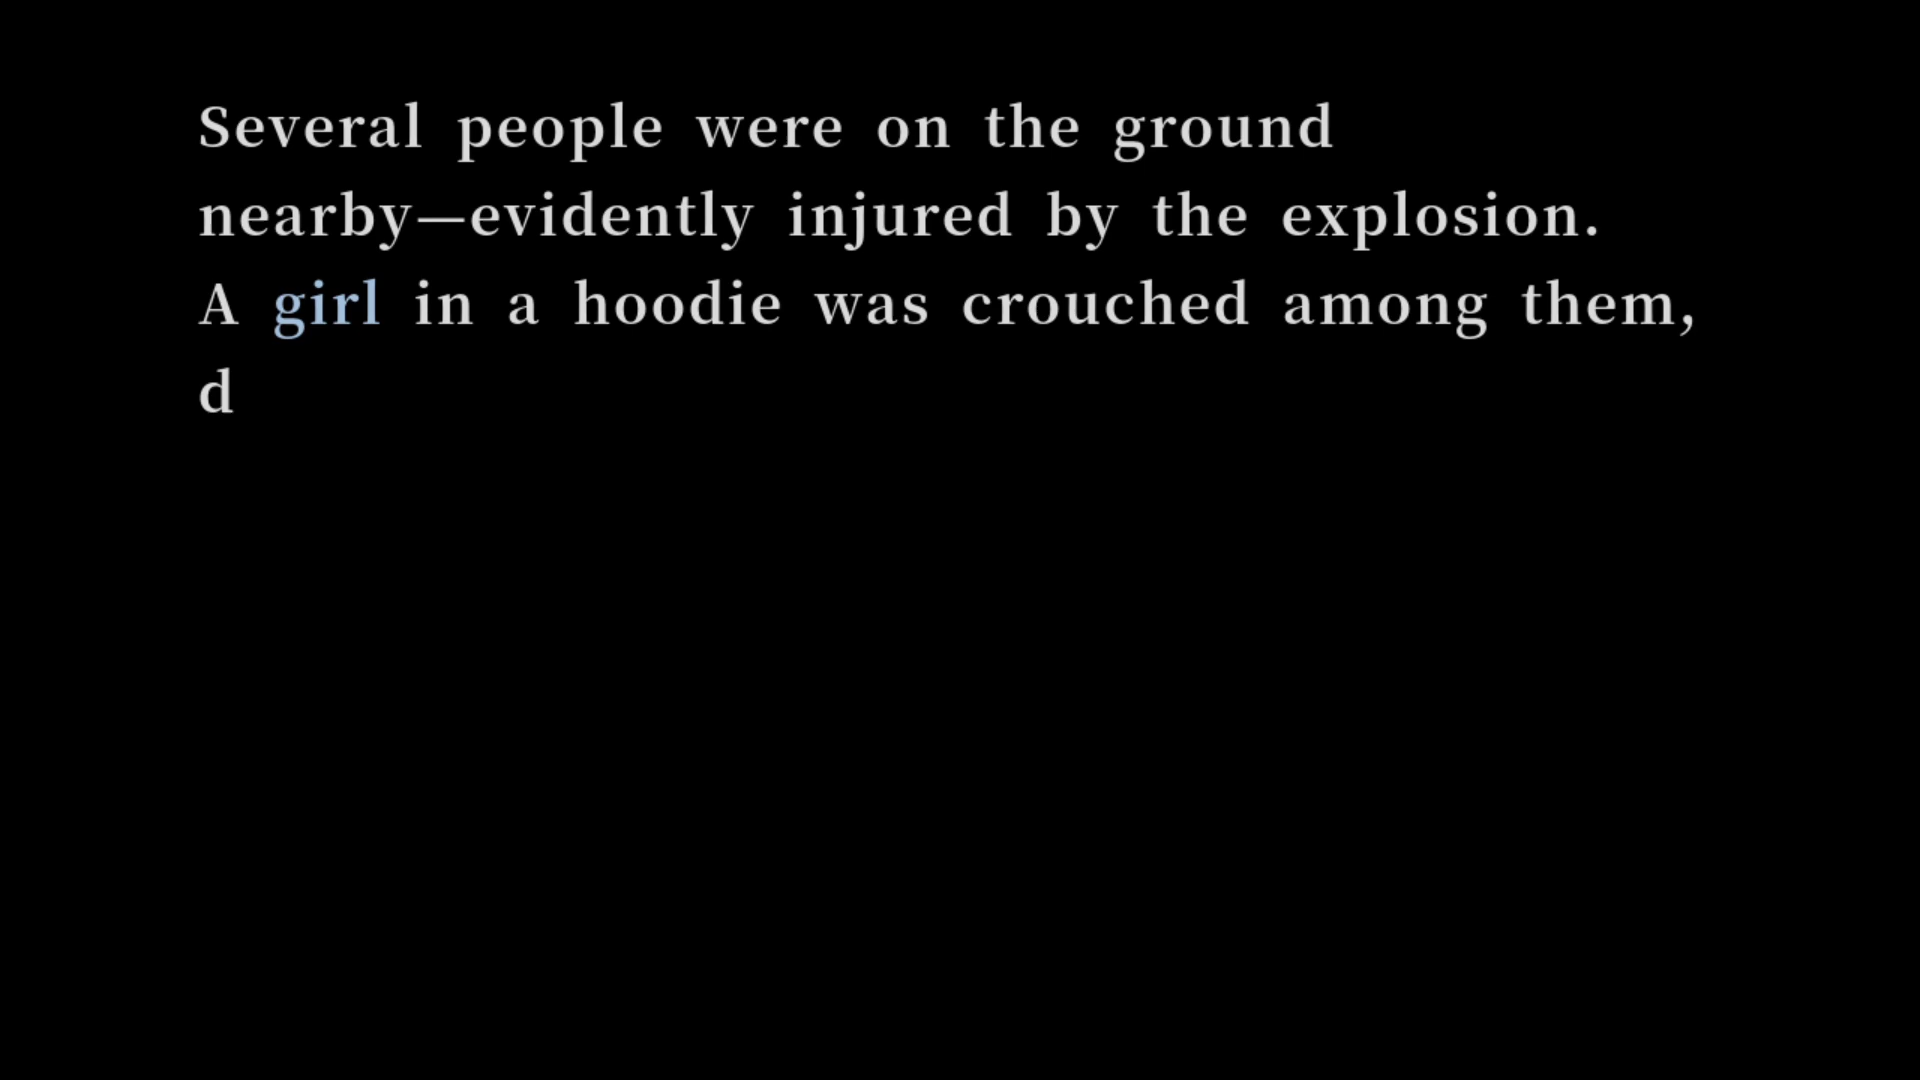 Several people were on the ground
nearby—evidently injured by the explosion.
A girl in a hoodie was crouched among them,
d